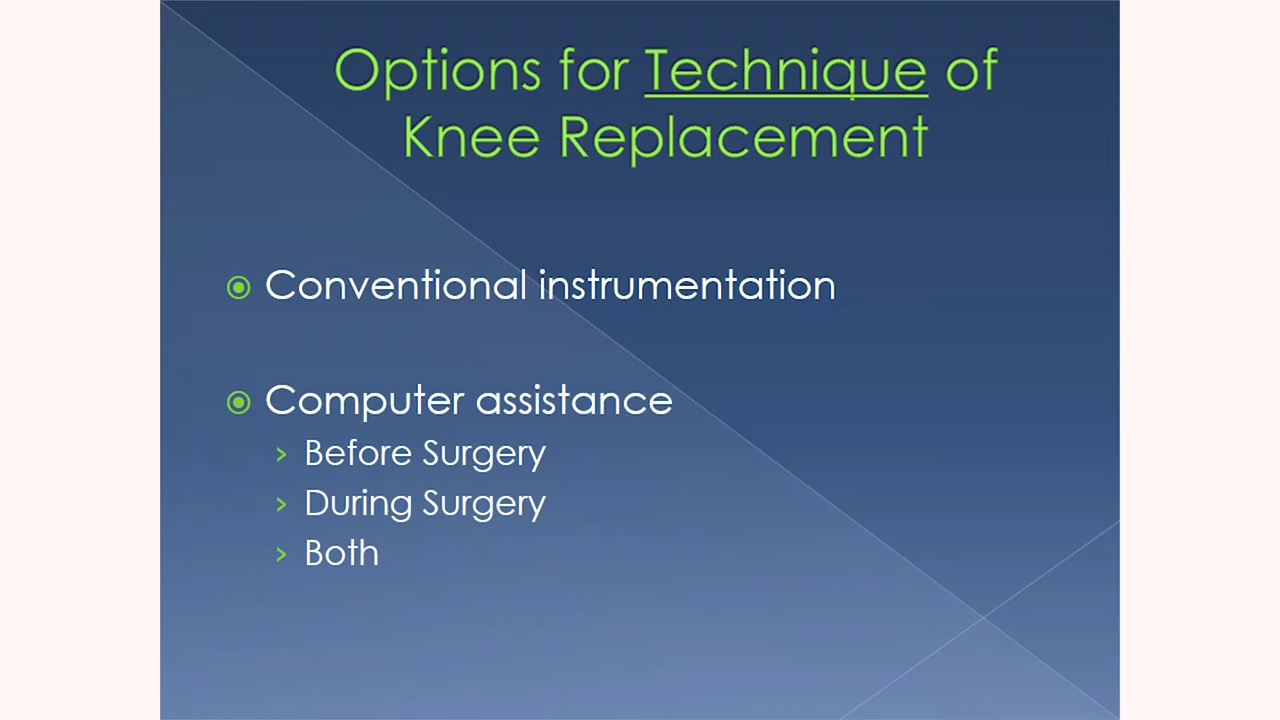 Options for Technique of
Knee Replacement
Conventional instrumentation
Computer assistance
Before Surgery
During Surgery
Both